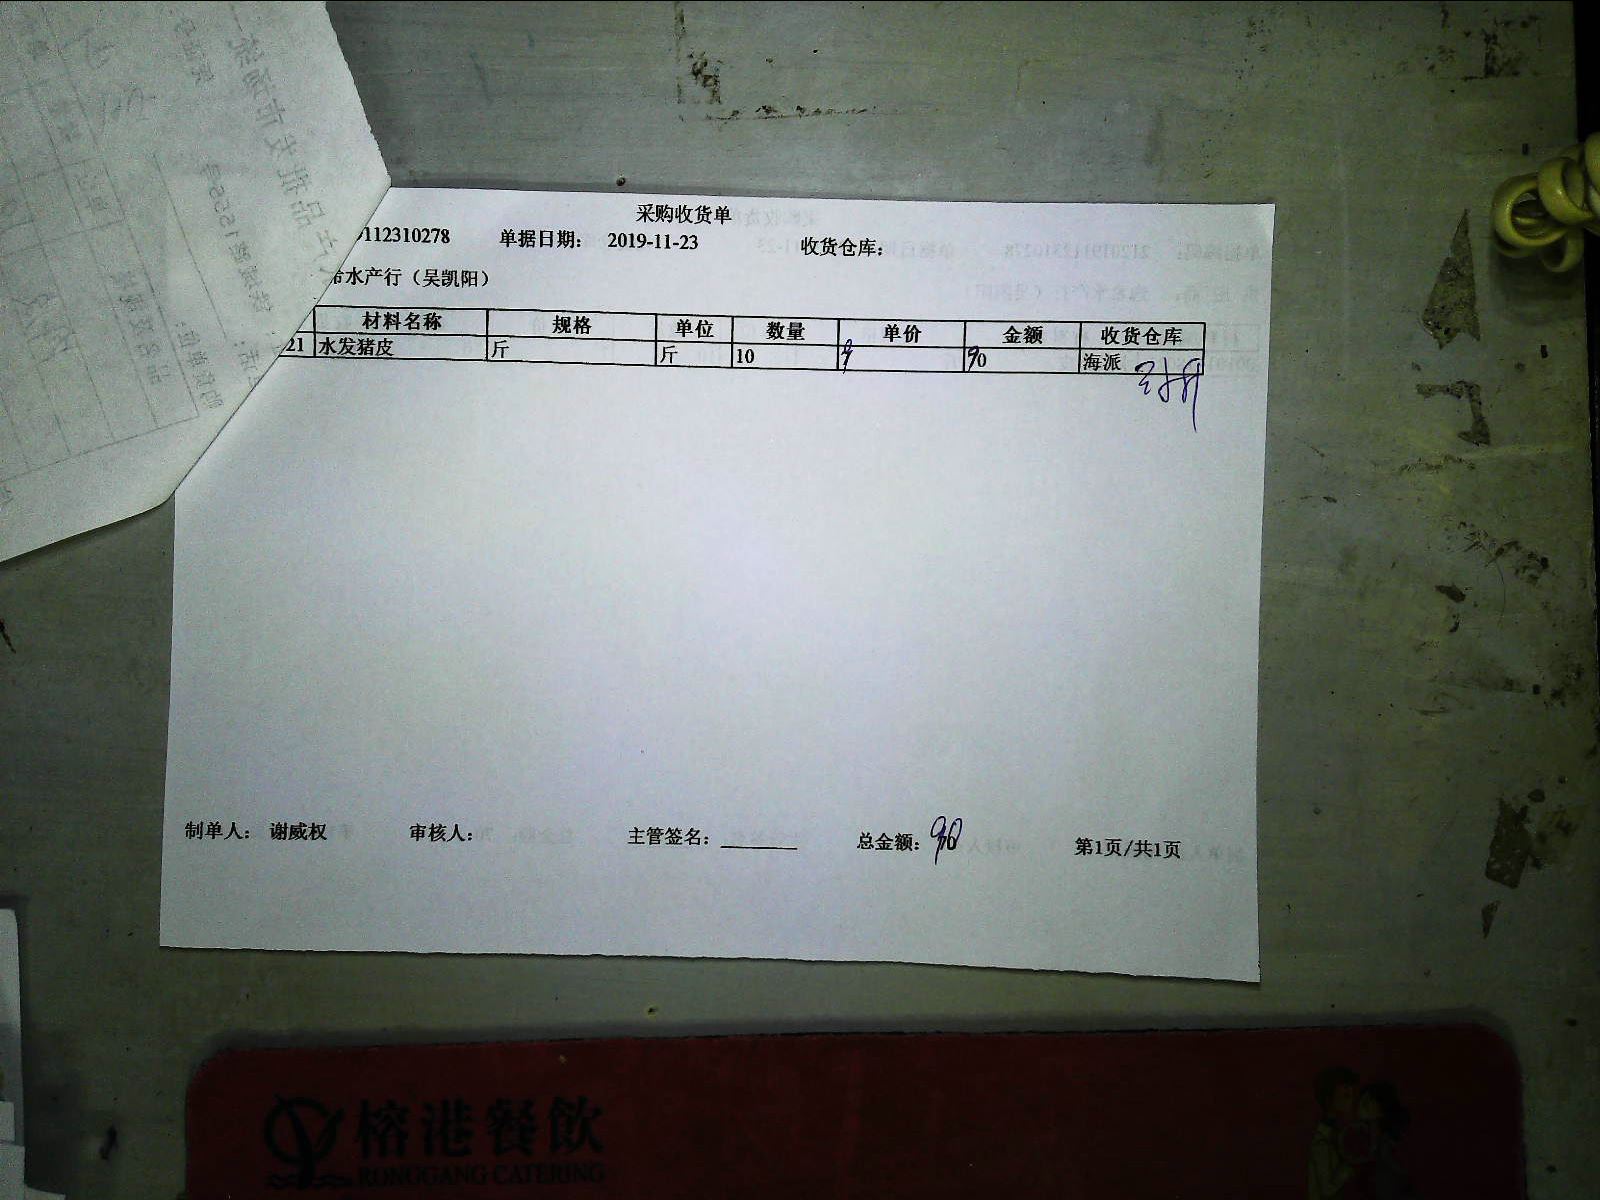 采购收货单
112310278 单据日期： 2019-11-23 收货仓库：
水产行（吴凯阳）
材料名称 规格 单位 数量 单价 金额 收货仓库
21 水发猪皮 斤 斤 10 9 90 海派
制单人： 谢威权 审核人： 主管签名： 总金额： 90 第1页/共1页
榕港餐飲
RONGGANG CATERING